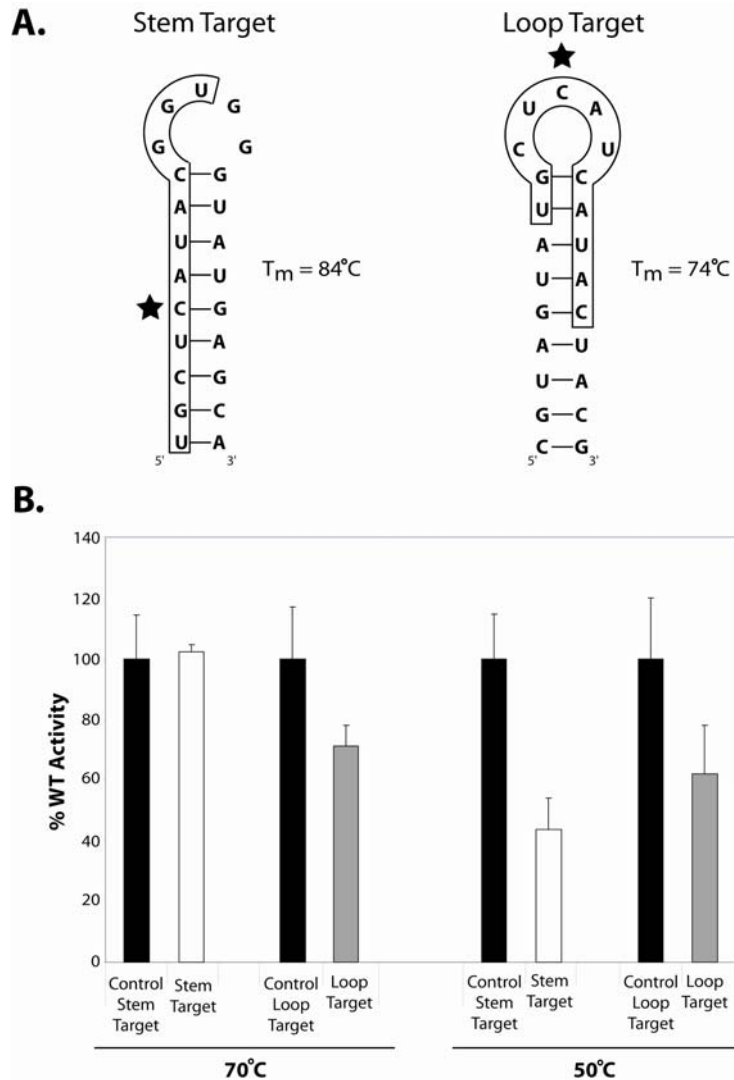 A.
Stem Target
Loop Target
U
G G
G G
C G
A U
U A
A U
C G
U A
C G
G C
U A
5' 3'
Tm = 84°C
C
U A
C U
G C
U A
A U
U A
G C
A U
U A
G C
C G
5' 3'
Tm = 74°C
B.
% WT Activity
140
120
100
80
60
40
20
0
Control Stem Target
Stem Target
Control Loop Target
Loop Target
Control Stem Target
Stem Target
Control Loop Target
Loop Target
70°C
50°C